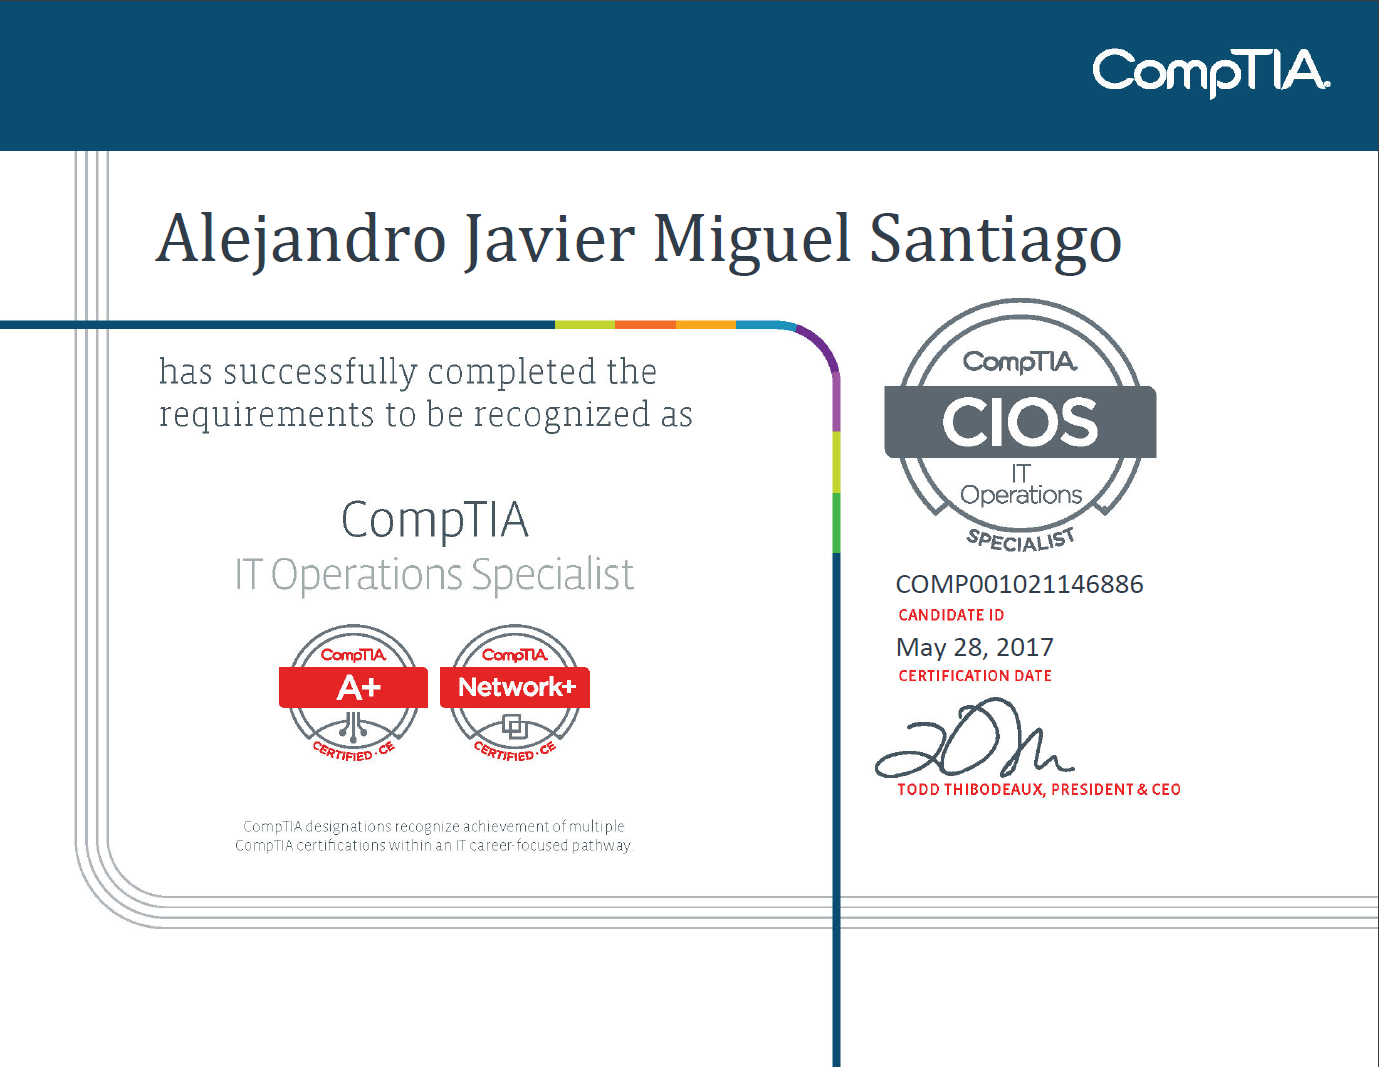 CompTIA.
Alejandro Javier Miguel Santiago
has successfully completed the
requirements to be recognized as
CompTIA
IT Operations Specialist
CompTIA
A+
CERTIFIED·CE
CompTIA
Network+
CERTIFIED·CE
CompTIA designations recognize achievement of multiple
CompTIA certifications within an IT career-focused pathway.
CompTIA
CIOS
IT
Operations
SPECIALIST
COMP001021146886
CANDIDATE ID
May 28, 2017
CERTIFICATION DATE
TODD THIBODEAUX, PRESIDENT & CEO